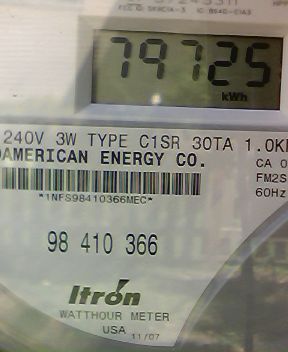 79725
kWh
240V 3W TYPE C1SR 30TA 1.0K
AMERICAN ENERGY CO.
CA 0
*1NFS98410366MEC*
FM2S
60Hz
98 410 366
Itron
WATTHOUR METER
USA 11/07